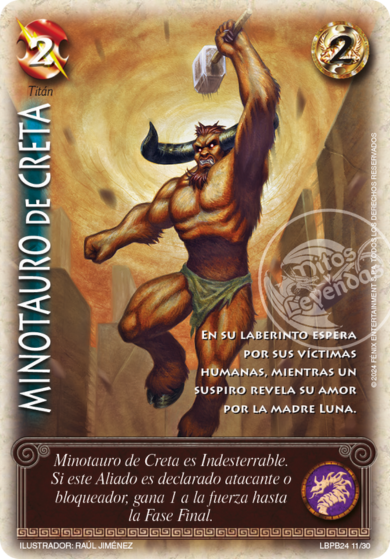 2
2
Titán
MINOTAURO DE CRETA
© 2024 FÉNIX ENTERTAINMENT
TODOS LOS DERECHOS RESERVADOS
Mitos y Leyendas
En su laberinto espera
por sus víctimas
humanas, mientras un
suspiro revela su amor
por la madre Luna.
Minotauro de Creta es Indesterrable.
Si este Aliado es declarado atacante o
bloqueador, gana 1 a la fuerza hasta
la Fase Final.
ILUSTRADOR: RAÚL JIMÉNEZ
LBPB24 11/30